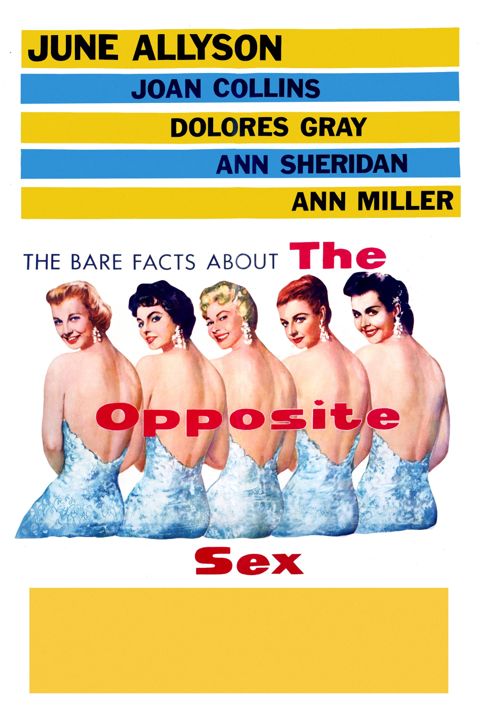 JUNE ALLYSON
JOAN COLLINS
DOLORES GRAY
ANN SHERIDAN
ANN MILLER
THE BARE FACTS ABOUT The
Opposite
Sex